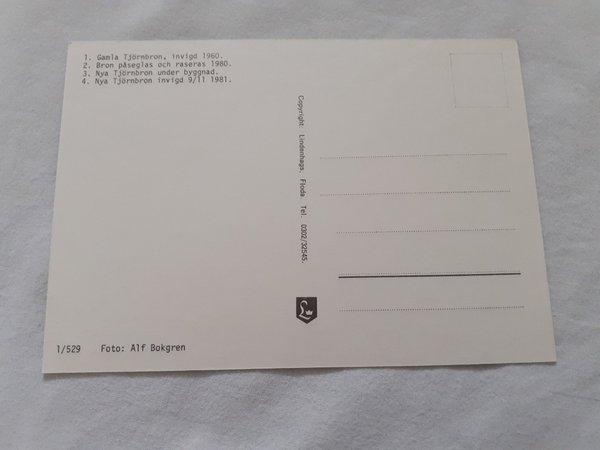 1. Gamla Tjörnbron, invigd 1960.
2. Bron påseglas och raseras 1980.
3. Nya Tjörnbron under byggnad.
4. Nya Tjörnbron invigd 9/11 1981.
Copyright. Lindenhags, Floda Tel. 0302/32545.
L
1/529 Foto: Alf Bokgren